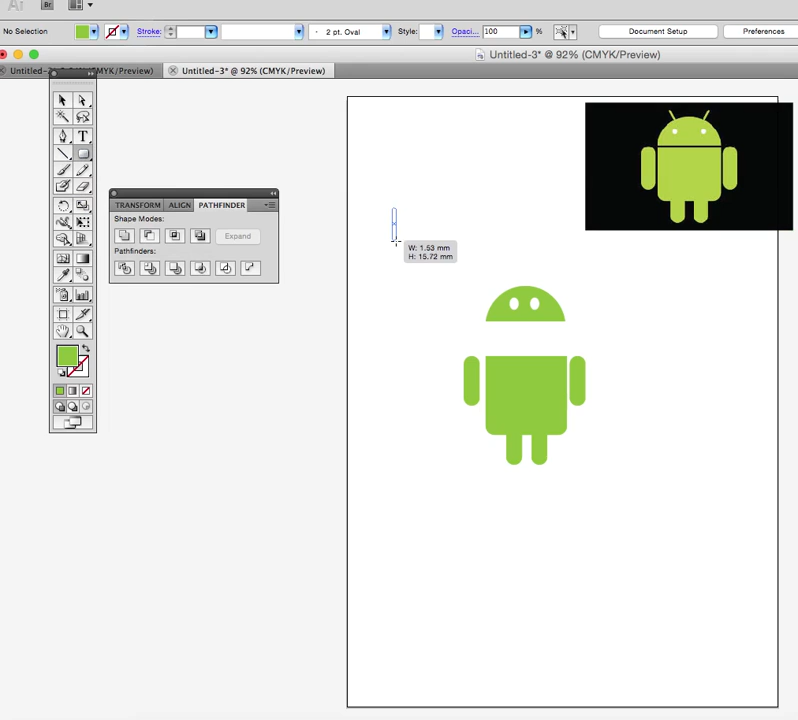 Ai Br
No Selection Stroke: 2 pt. Oval Style: Opaci... 100 % Document Setup Preferences
Untitled-3* @ 92% (CMYK/Preview)
Untitled- (CMYK/Preview) Untitled-3* @ 92% (CMYK/Preview)
T
TRANSFORM ALIGN PATHFINDER
Shape Modes:
Expand
Pathfinders:
W: 1.53 mm
H: 15.72 mm